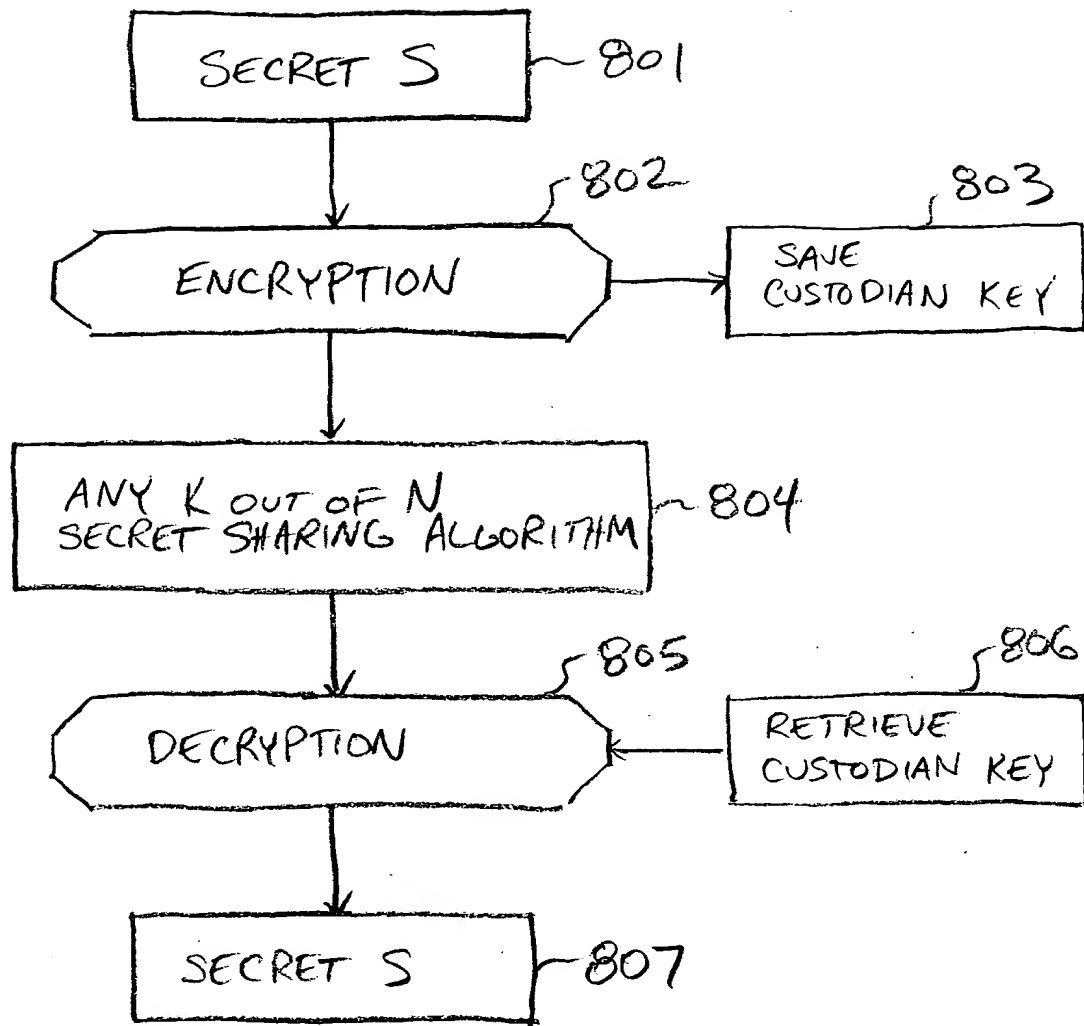 SECRET S
801
802
803
ENCRYPTION
SAVE
CUSTODIAN KEY
ANY K OUT OF N
SECRET SHARING ALGORITHM
804
805
806
DECRYPTION
RETRIEVE
CUSTODIAN KEY
SECRET S
807